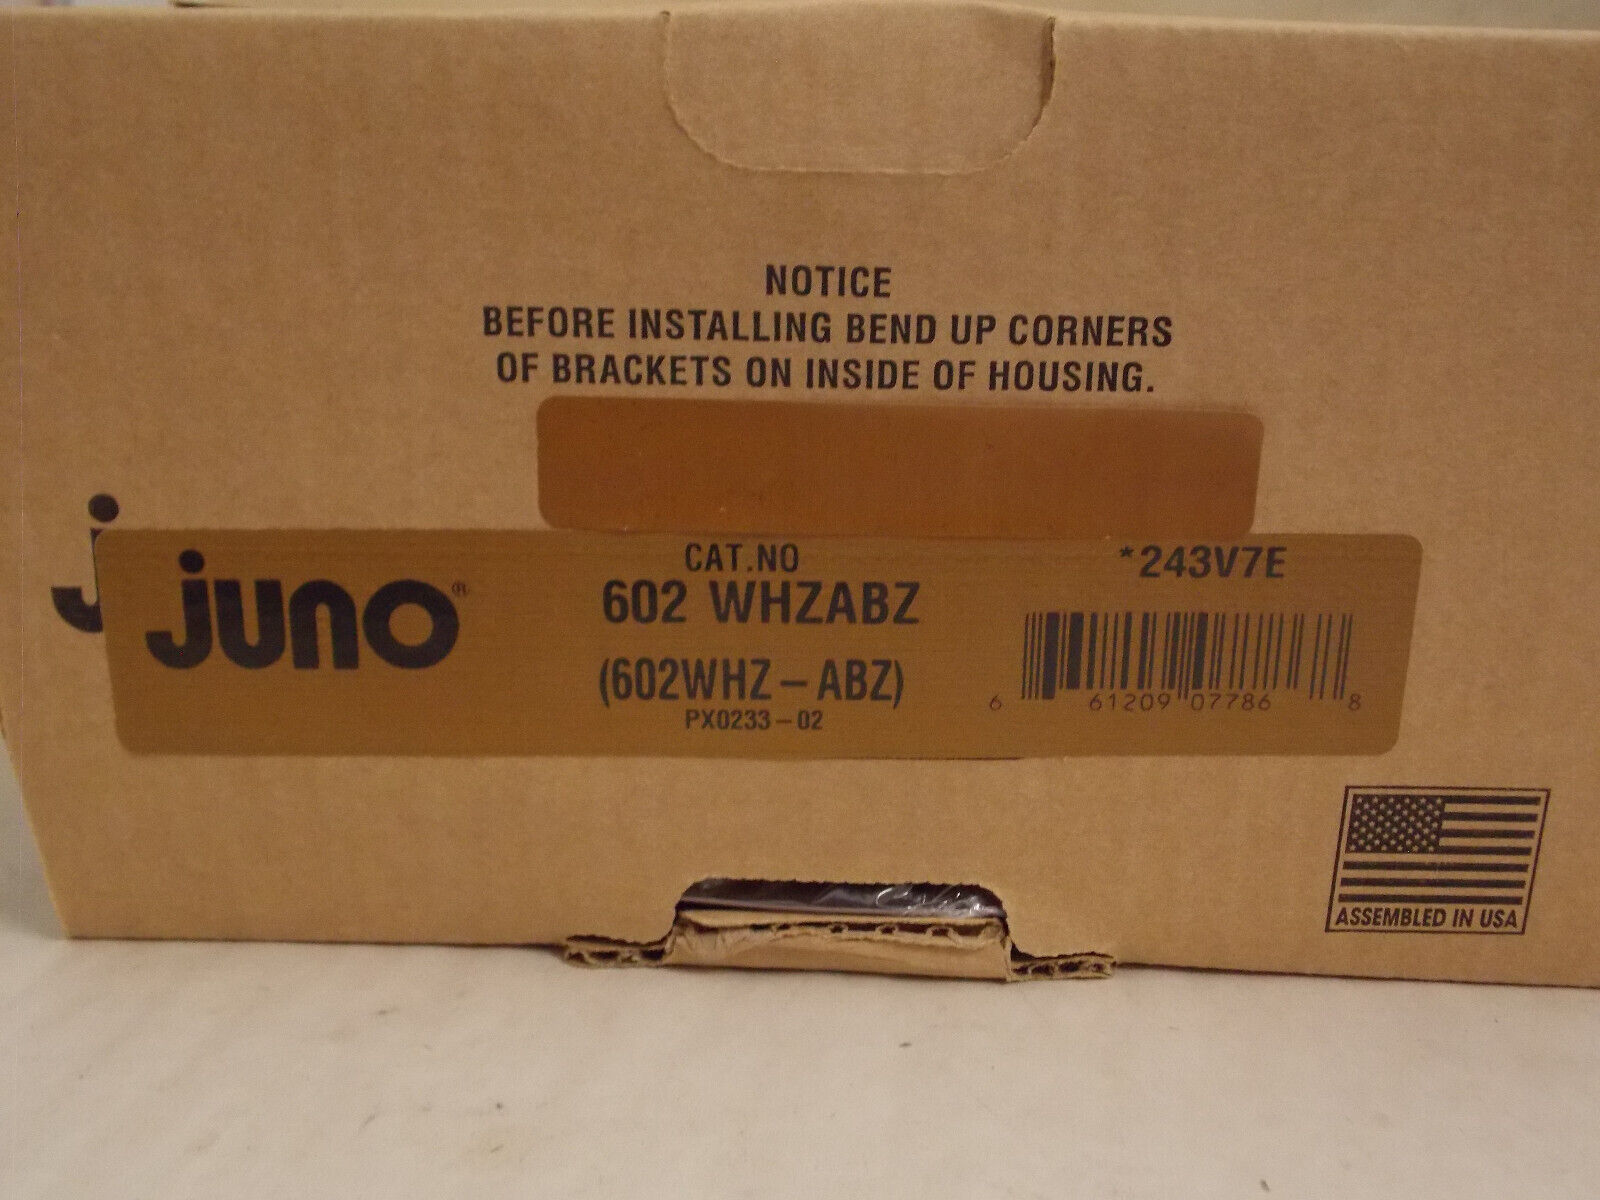 NOTICE
BEFORE INSTALLING BEND UP CORNERS
OF BRACKETS ON INSIDE OF HOUSING.
j
juno®
CAT.NO
602 WHZABZ
(602WHZ-ABZ)
PX0233-02
*243V7E
6 61209 07786 8
ASSEMBLED IN USA